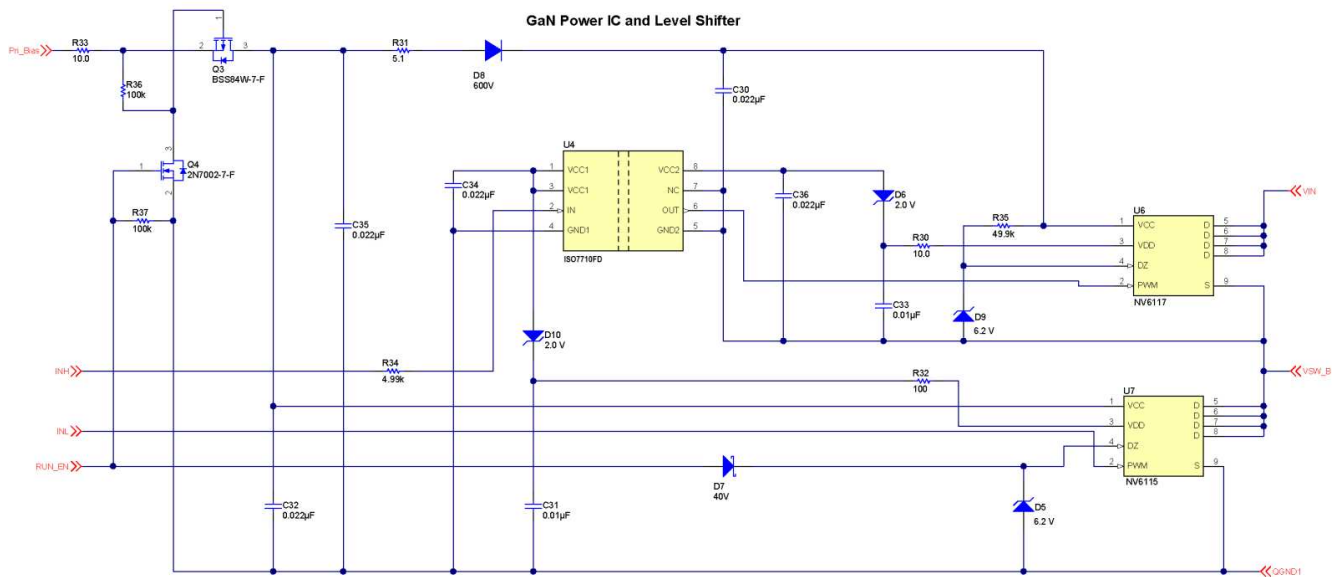 GaN Power IC and Level Shifter
Pri_Bias
R33
10.0
1
2
3
Q3
BSS84W-7-F
R36
100k
R31
5.1
D8
600V
C30
0.022µF
3
Q4
2N7002-7-F
1
2
R37
100k
C35
0.022µF
C34
0.022µF
U4
1 VCC1 VCC2 8
3 VCC1 NC 7
2 IN OUT 6
4 GND1 GND2 5
ISO7710FD
C36
0.022µF
D6
2.0 V
R30
10.0
C33
0.01µF
R35
49.9k
D9
6.2 V
U6
1 VCC D 5
D 6
3 VDD D 7
4 DZ D 8
2 PWM S 9
NV6117
VIN
D10
2.0 V
INH
R34
4.99k
R32
100
VSW_B
U7
1 VCC D 5
D 6
3 VDD D 7
4 DZ D 8
2 PWM S 9
NV6115
INL
RUN_EN
D7
40V
C32
0.022µF
C31
0.01µF
D5
6.2 V
QGND1